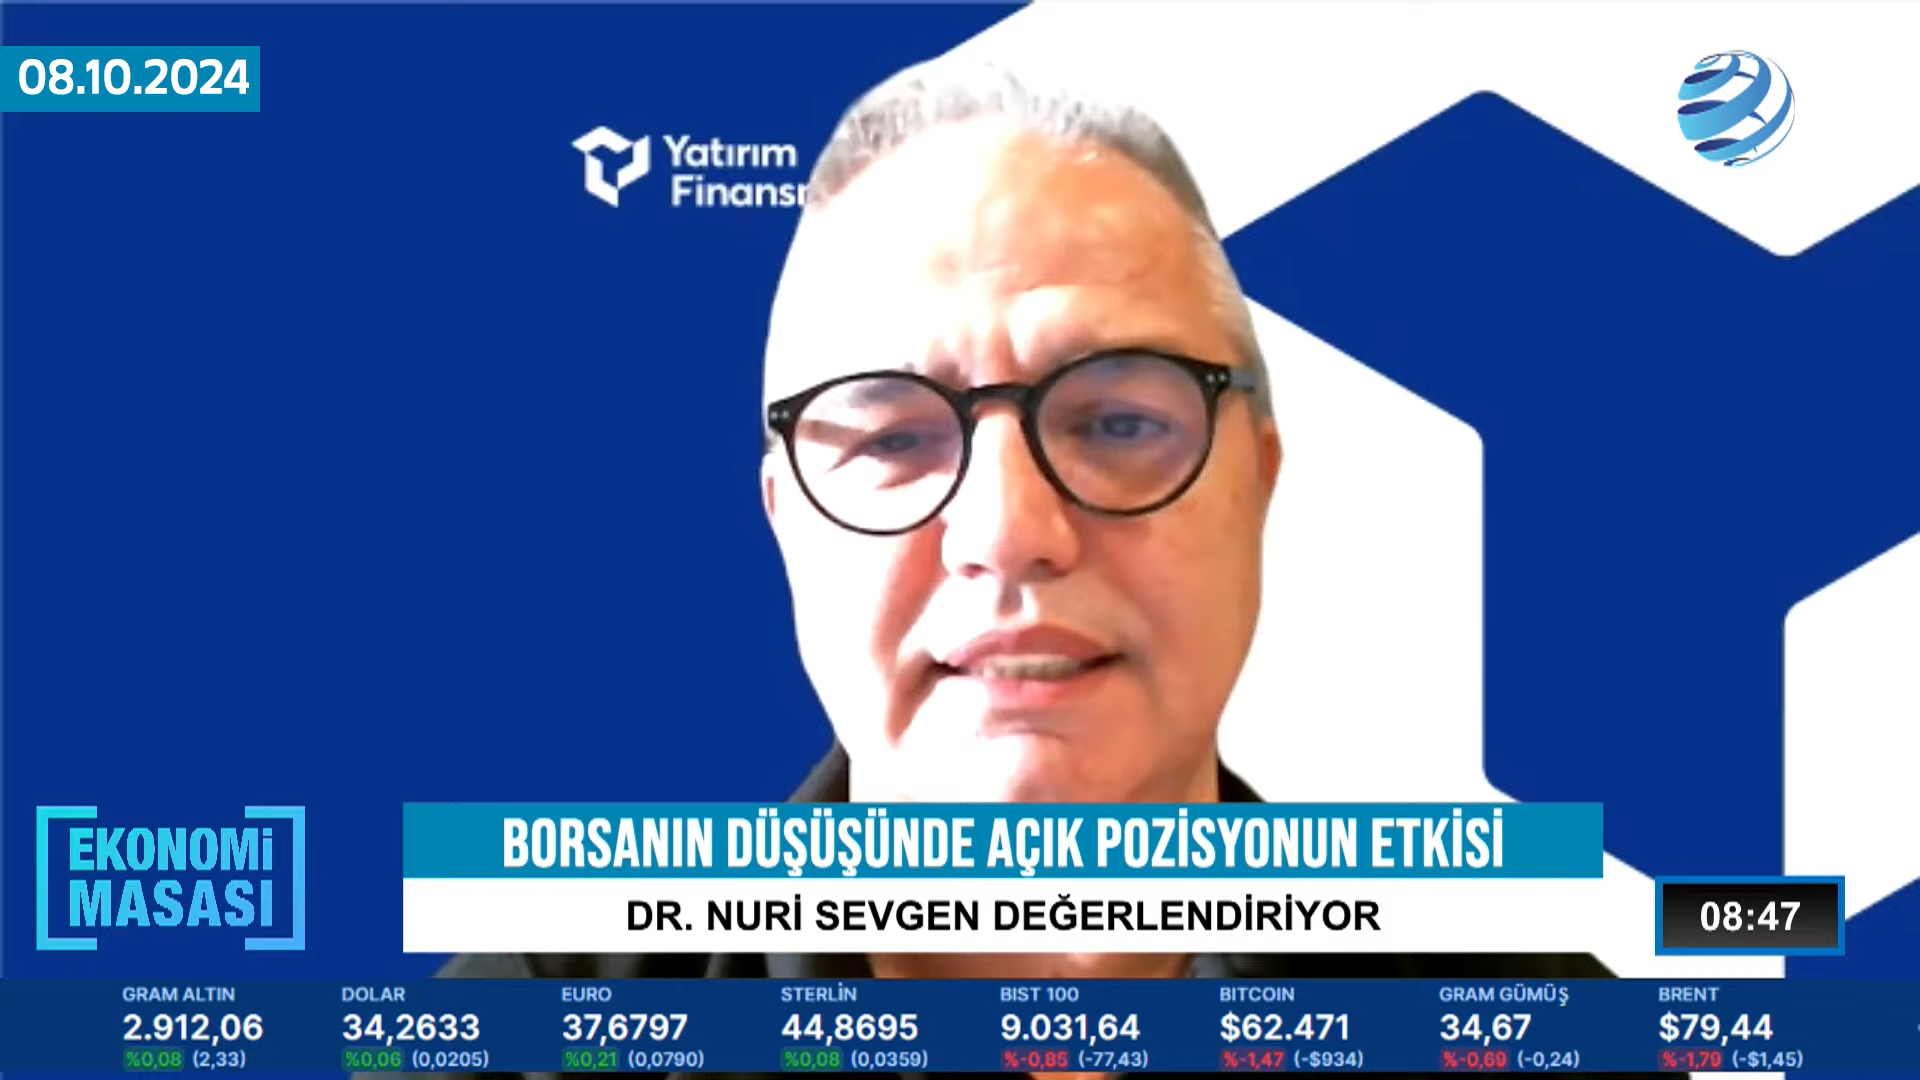 08.10.2024
Yatırım
Finansm
EKONOMİ
MASASI
BORSANIN DÜŞÜŞÜNDE AÇIK POZİSYONUN ETKİSİ
DR. NURİ SEVGEN DEĞERLENDİRİYOR
08:47
GRAM ALTIN DOLAR EURO STERLİN BIST 100 BITCOIN GRAM GÜMÜŞ BRENT
2.912,06 34,2633 37,6797 44,8695 9.031,64 $62.471 34,67 $79,44
%0,08 (2,33) %0,06 (0,0205) %0,21 (0,0790) %0,08 (0,0359) %-0,85 (-77,43) %-1,47 (-$934) %-0,69 (-0,24) %-1,79 (-$1,45)